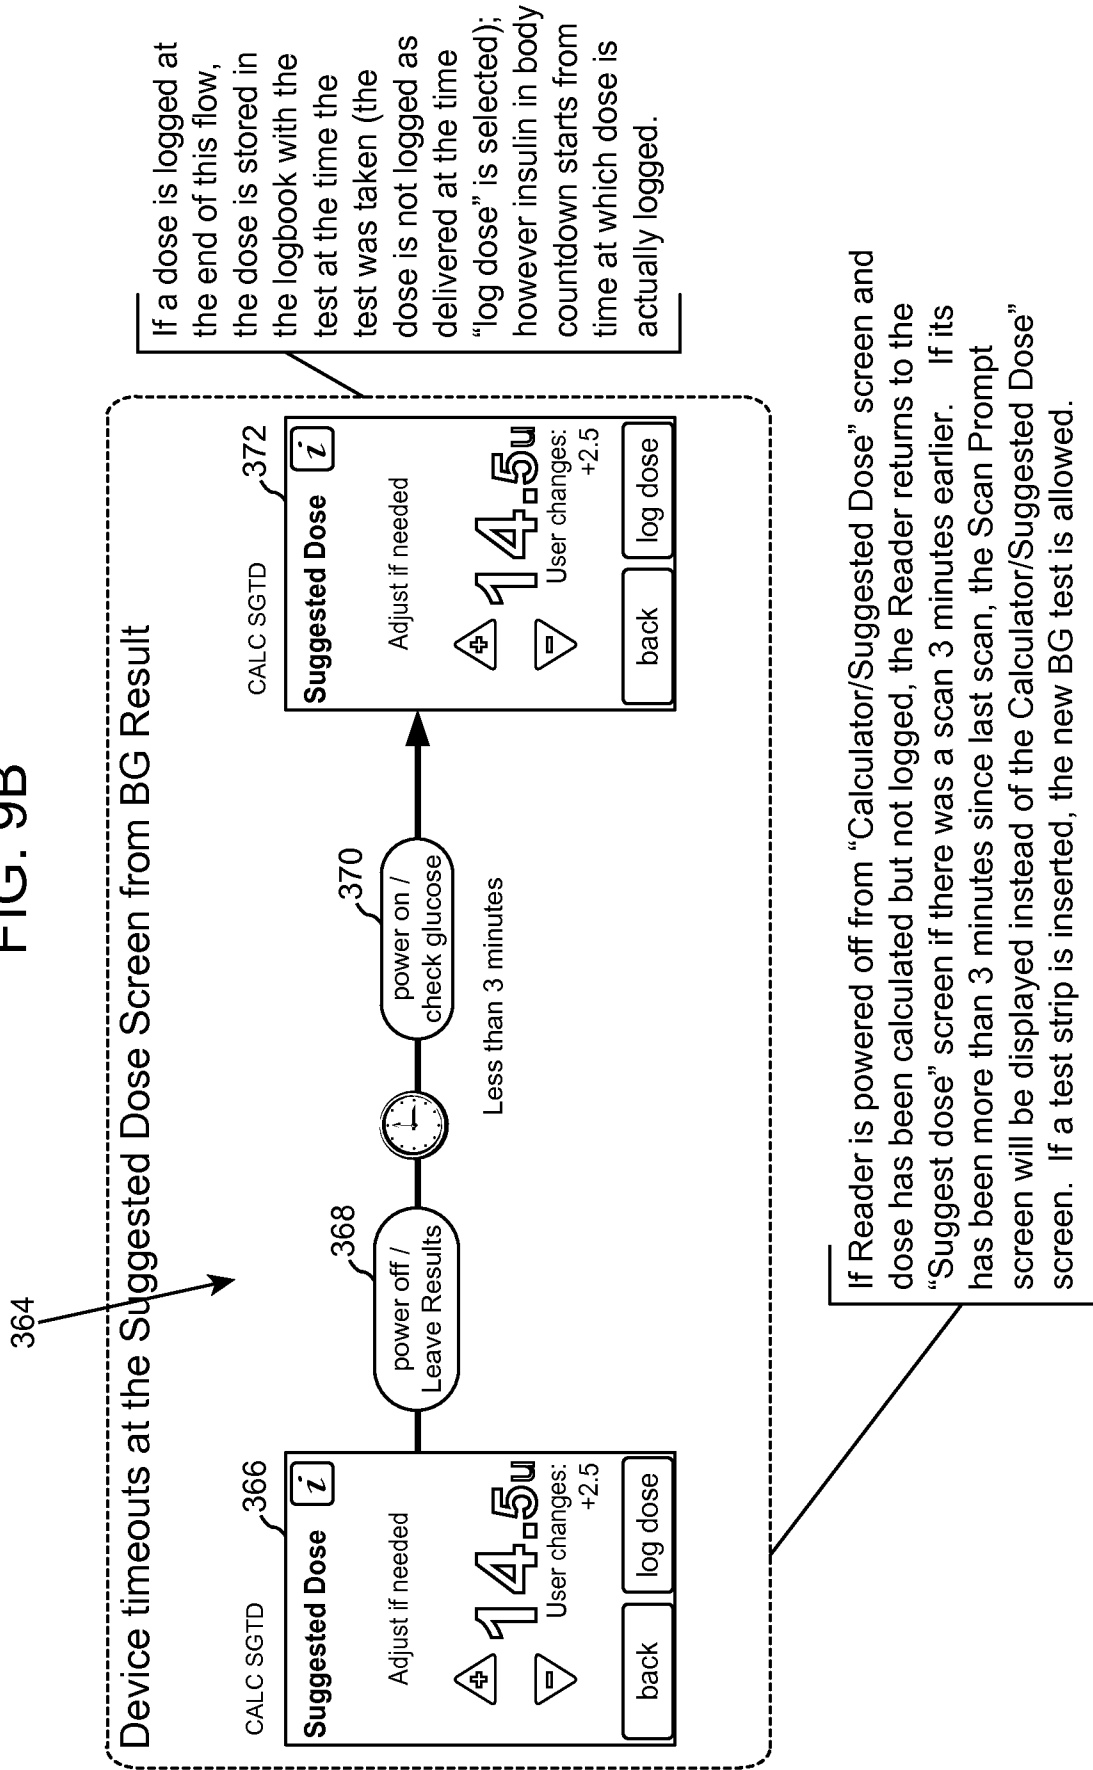 FIG. 9B
364
Device timeouts at the Suggested Dose Screen from BG Result
CALC SGTD
366
Suggested Dose
i
Adjust if needed
+
-
14.5u
User changes:
+2.5
back
log dose
368
power off /
Leave Results
370
power on /
check glucose
Less than 3 minutes
CALC SGTD
372
Suggested Dose
i
Adjust if needed
+
-
14.5u
User changes:
+2.5
back
log dose
If a dose is logged at
the end of this flow,
the dose is stored in
the logbook with the
test at the time the
test was taken (the
dose is not logged as
delivered at the time
“log dose” is selected);
however insulin in body
countdown starts from
time at which dose is
actually logged.
If Reader is powered off from “Calculator/Suggested Dose” screen and
dose has been calculated but not logged, the Reader returns to the
“Suggest dose” screen if there was a scan 3 minutes earlier. If its
has been more than 3 minutes since last scan, the Scan Prompt
screen will be displayed instead of the Calculator/Suggested Dose”
screen. If a test strip is inserted, the new BG test is allowed.